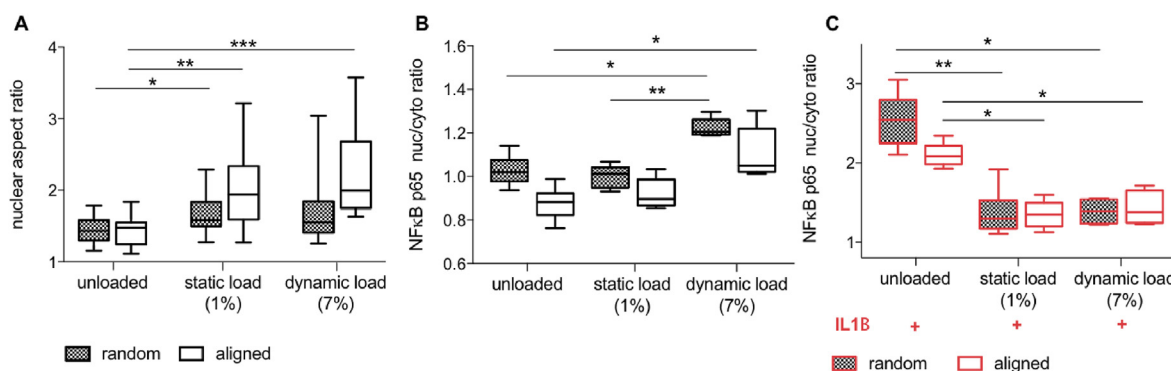 A
nuclear aspect ratio
4
3
2
1
***
**
*
unloaded
static load
(1%)
dynamic load
(7%)
random
aligned
B
NFκB p65 nuc/cyto ratio
1.6
1.4
1.2
1.0
0.8
0.6
*
*
**
unloaded
static load
(1%)
dynamic load
(7%)
C
NFκB p65 nuc/cyto ratio
3
2
1
*
**
*
*
unloaded
static load
(1%)
dynamic load
(7%)
IL1B + + +
random
aligned